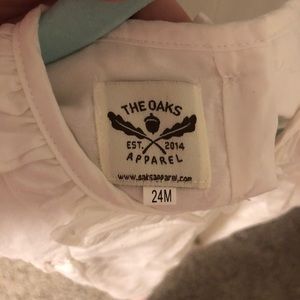 THE OAKS
EST. 2014
APPAREL
www.oaksapparel.com
24M